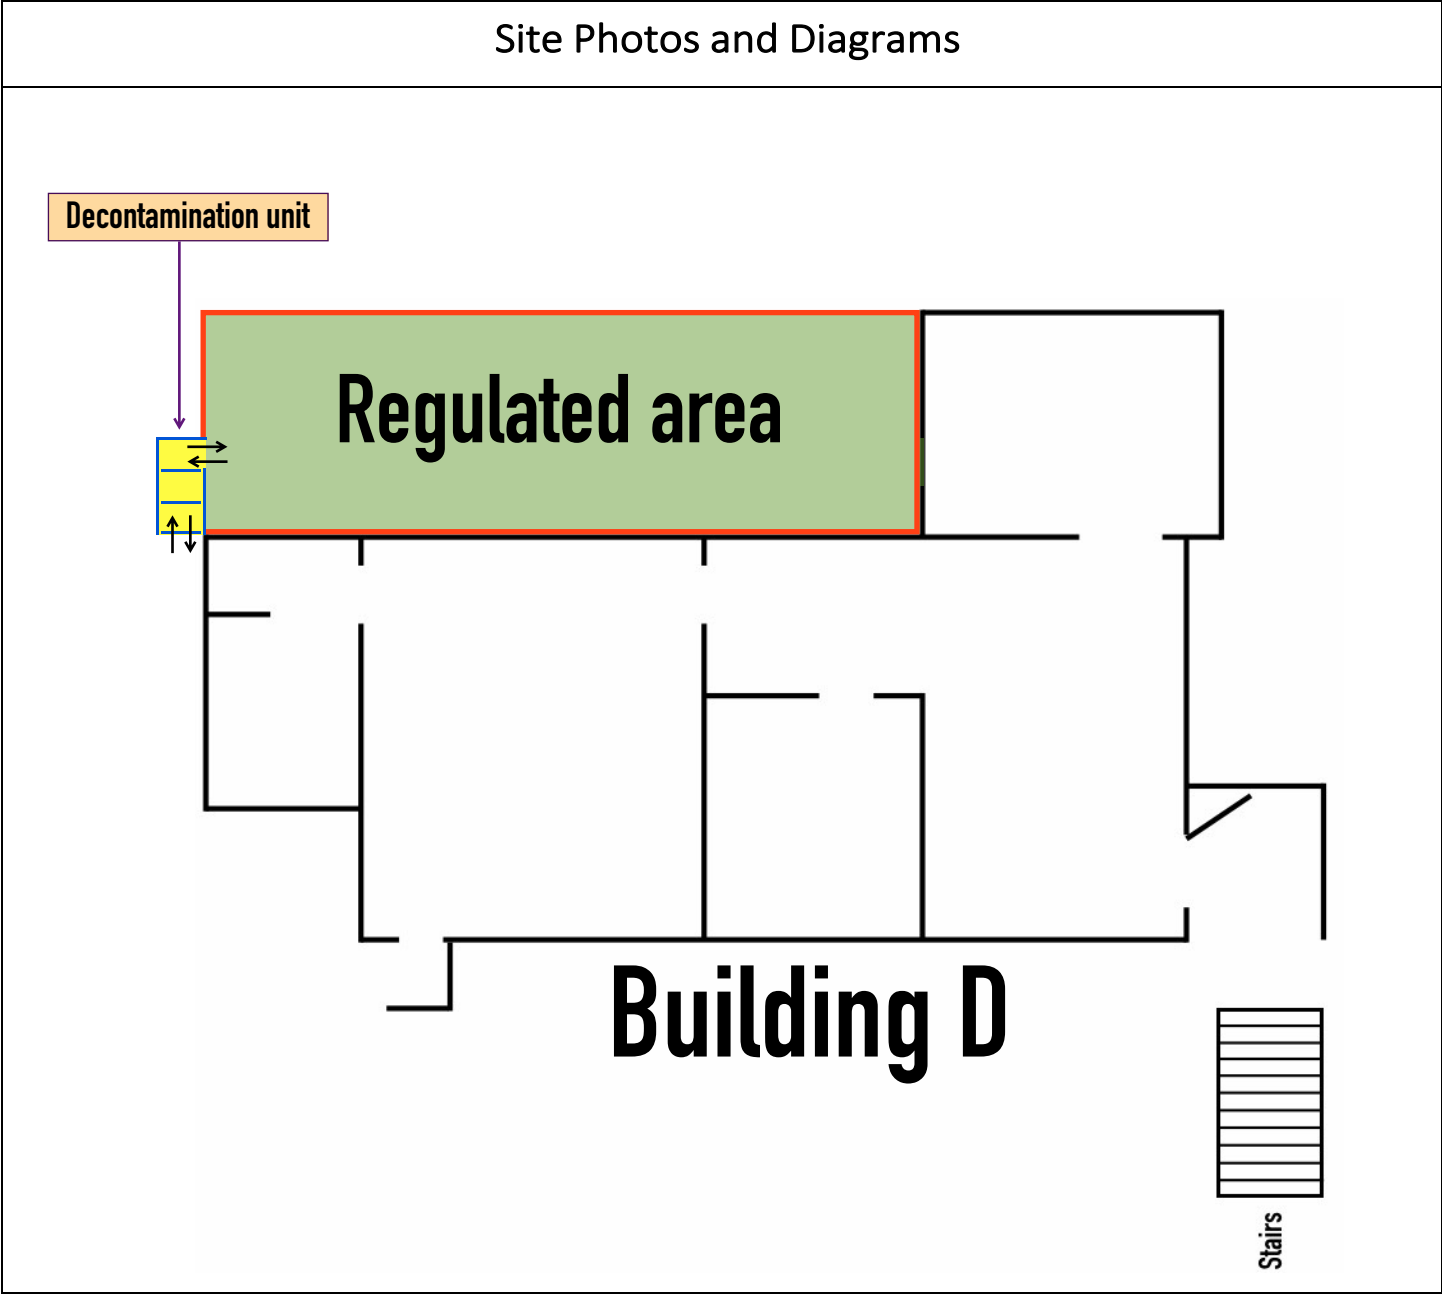 Site Photos and Diagrams
Decontamination unit
Regulated area
Building D
Stairs